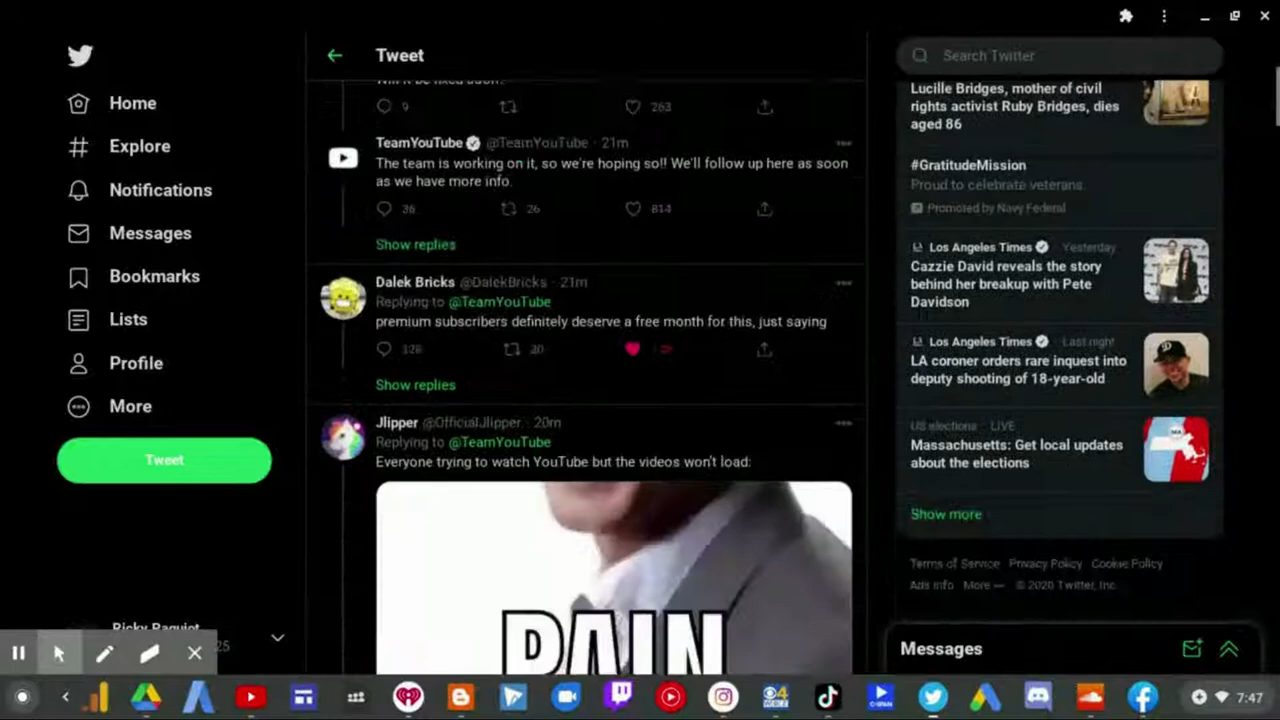 Tweet
Search Twitter
Home
Explore
Notifications
Messages
Bookmarks
Lists
Profile
More
Tweet
9
263
TeamYouTube @TeamYouTube · 21m
The team is working on it, so we're hoping so!! We'll follow up here as soon
as we have more info.
36 26 814
Show replies
Dalek Bricks @DalekBricks · 21m
Replying to @TeamYouTube
premium subscribers definitely deserve a free month for this, just saying
Show replies
Jlipper @OfficialJlipper · 20m
Replying to @TeamYouTube
Everyone trying to watch YouTube but the videos won't load:
PAIN
Lucille Bridges, mother of civil
rights activist Ruby Bridges, dies
aged 86
#GratitudeMission
Proud to celebrate veterans.
Promoted by Navy Federal
Los Angeles Times · Yesterday
Cazzie David reveals the story
behind her breakup with Pete
Davidson
Los Angeles Times · Last night
LA coroner orders rare inquest into
deputy shooting of 18-year-old
US elections · LIVE
Massachusetts: Get local updates
about the elections
MA
Show more
Terms of Service Privacy Policy Cookie Policy
Ads info More © 2020 Twitter, Inc.
Messages
7:47